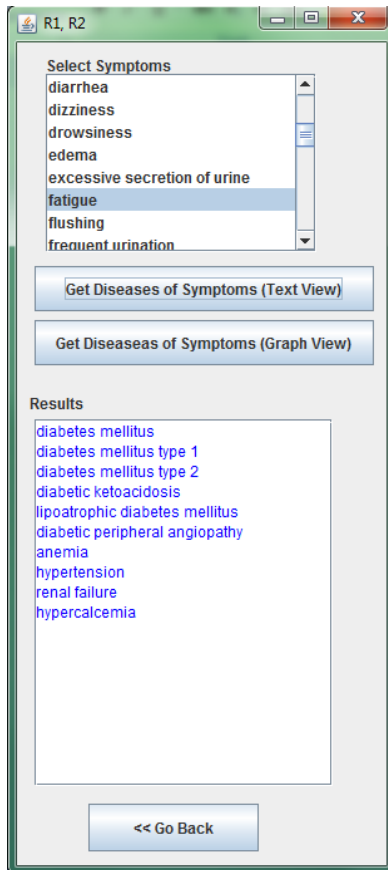 R1, R2
Select Symptoms
diarrhea
dizziness
drowsiness
edema
excessive secretion of urine
fatigue
flushing
frequent urination
Get Diseases of Symptoms (Text View)
Get Diseaseas of Symptoms (Graph View)
Results
diabetes mellitus
diabetes mellitus type 1
diabetes mellitus type 2
diabetic ketoacidosis
lipoatrophic diabetes mellitus
diabetic peripheral angiopathy
anemia
hypertension
renal failure
hypercalcemia
<< Go Back